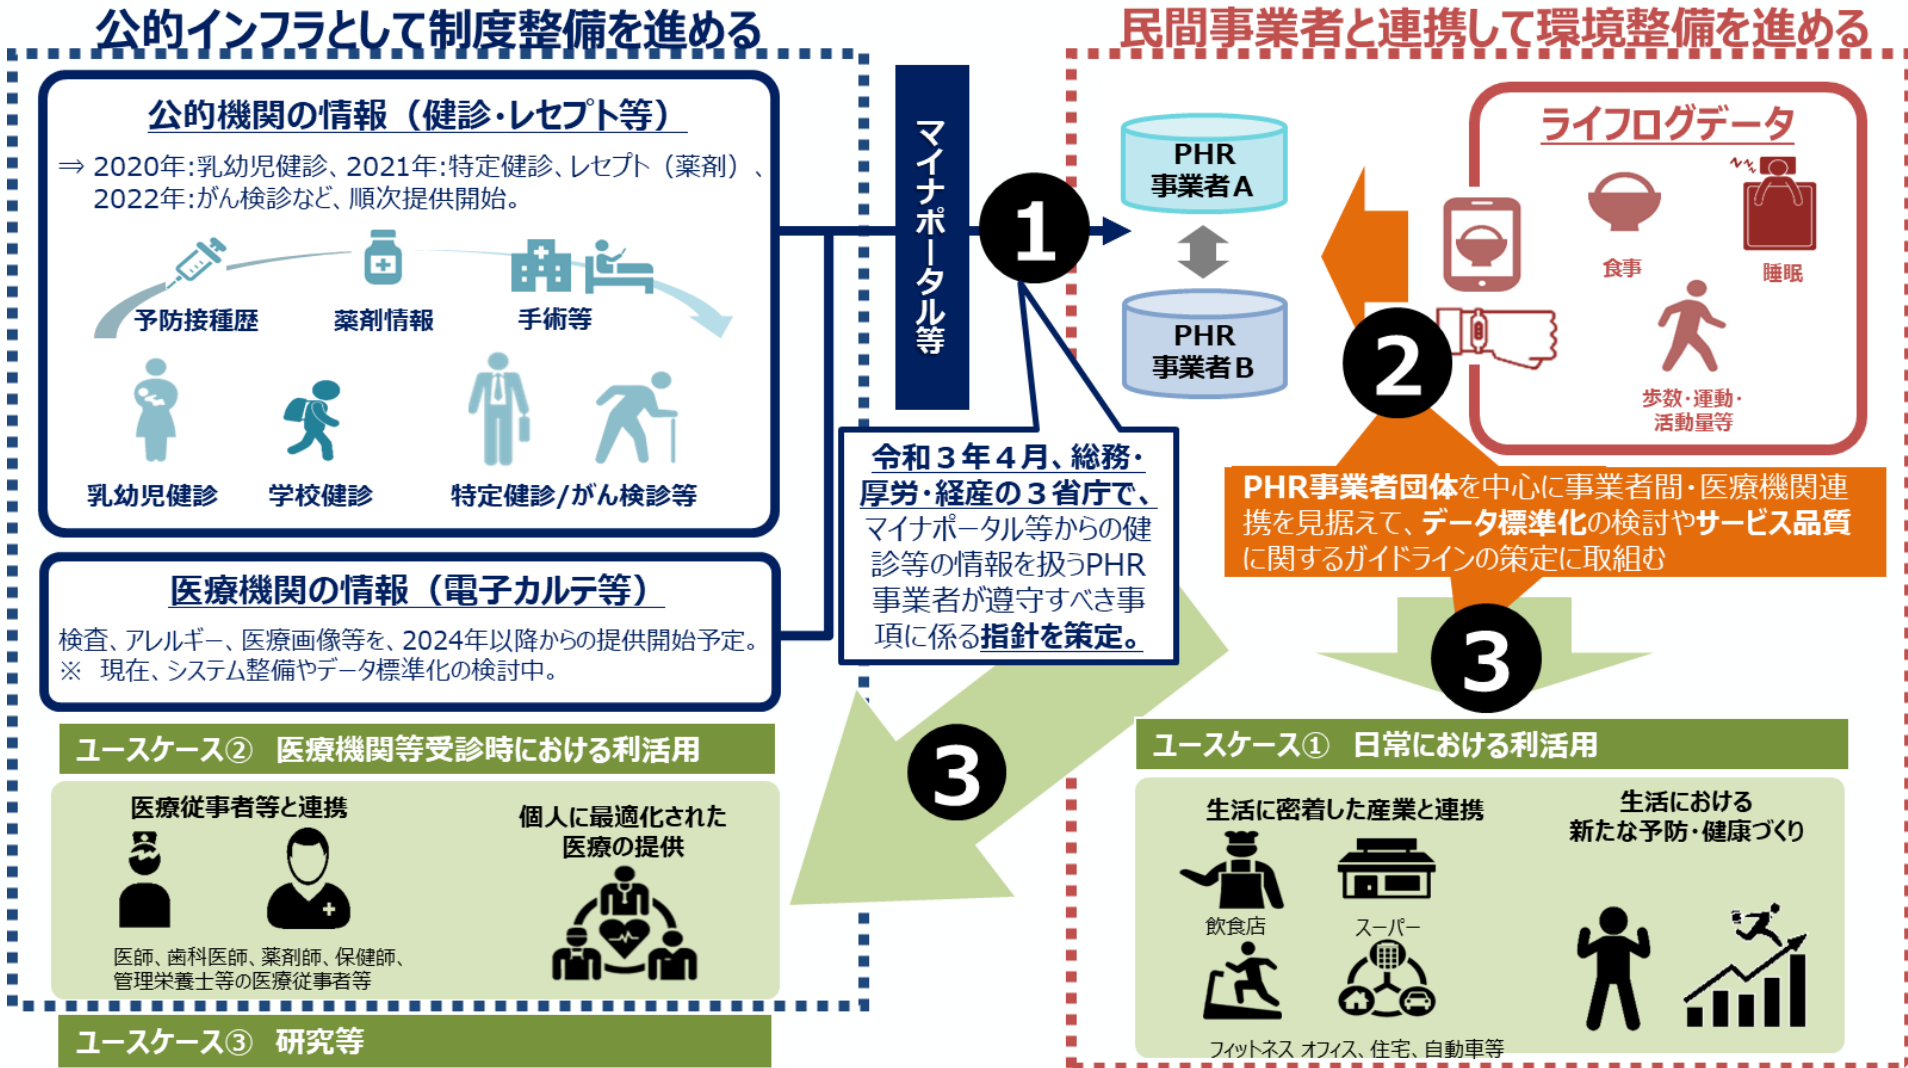 公的インフラとして制度整備を進める
公的機関の情報（健診･レセプト等）
⇒ 2020年:乳幼児健診、2021年:特定健診、レセプト（薬剤）、
2022年:がん検診など、順次提供開始。
予防接種歴
薬剤情報
手術等
乳幼児健診
学校健診
特定健診/がん検診等
医療機関の情報（電子カルテ等）
検査、アレルギー、医療画像等を、2024年以降からの提供開始予定。
※　現在、システム整備やデータ標準化の検討中。
マイナポータル等
1
令和３年４月、総務･
厚労･経産の３省庁で、
マイナポータル等からの健
診等の情報を扱うPHR
事業者が遵守すべき事
項に係る指針を策定。
民間事業者と連携して環境整備を進める
PHR
事業者A
PHR
事業者B
ライフログデータ
食事
睡眠
歩数･運動･
活動量等
2
PHR事業者団体を中心に事業者間･医療機関連
携を見据えて、データ標準化の検討やサービス品質
に関するガイドラインの策定に取組む
3
3
ユースケース②　医療機関等受診時における利活用
医療従事者等と連携
医師、歯科医師、薬剤師、保健師、
管理栄養士等の医療従事者等
個人に最適化された
医療の提供
ユースケース③　研究等
ユースケース①　日常における利活用
生活に密着した産業と連携
飲食店
スーパー
フィットネス オフィス、住宅、自動車等
生活における
新たな予防･健康づくり